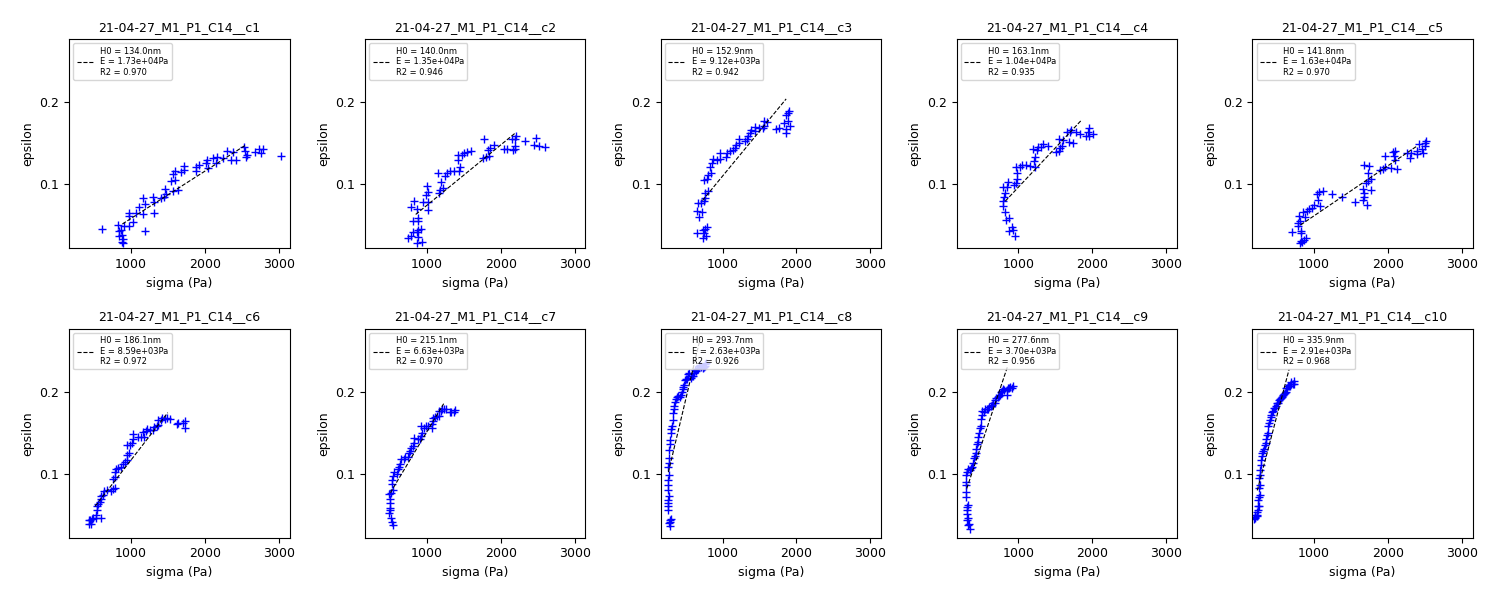 21-04-27_M1_P1_C14__c1
H0 = 134.0nm
E = 1.73e+04Pa
R2 = 0.970
0.2
0.1
epsilon
1000 2000 3000
sigma (Pa)
21-04-27_M1_P1_C14__c2
H0 = 140.0nm
E = 1.35e+04Pa
R2 = 0.946
0.2
0.1
epsilon
1000 2000 3000
sigma (Pa)
21-04-27_M1_P1_C14__c3
H0 = 152.9nm
E = 9.12e+03Pa
R2 = 0.942
0.2
0.1
epsilon
1000 2000 3000
sigma (Pa)
21-04-27_M1_P1_C14__c4
H0 = 163.1nm
E = 1.04e+04Pa
R2 = 0.935
0.2
0.1
epsilon
1000 2000 3000
sigma (Pa)
21-04-27_M1_P1_C14__c5
H0 = 141.8nm
E = 1.63e+04Pa
R2 = 0.970
0.2
0.1
epsilon
1000 2000 3000
sigma (Pa)
21-04-27_M1_P1_C14__c6
H0 = 186.1nm
E = 8.59e+03Pa
R2 = 0.972
0.2
0.1
epsilon
1000 2000 3000
sigma (Pa)
21-04-27_M1_P1_C14__c7
H0 = 215.1nm
E = 6.63e+03Pa
R2 = 0.970
0.2
0.1
epsilon
1000 2000 3000
sigma (Pa)
21-04-27_M1_P1_C14__c8
H0 = 293.7nm
E = 2.63e+03Pa
R2 = 0.926
0.2
0.1
epsilon
1000 2000 3000
sigma (Pa)
21-04-27_M1_P1_C14__c9
H0 = 277.6nm
E = 3.70e+03Pa
R2 = 0.956
0.2
0.1
epsilon
1000 2000 3000
sigma (Pa)
21-04-27_M1_P1_C14__c10
H0 = 335.9nm
E = 2.91e+03Pa
R2 = 0.968
0.2
0.1
epsilon
1000 2000 3000
sigma (Pa)